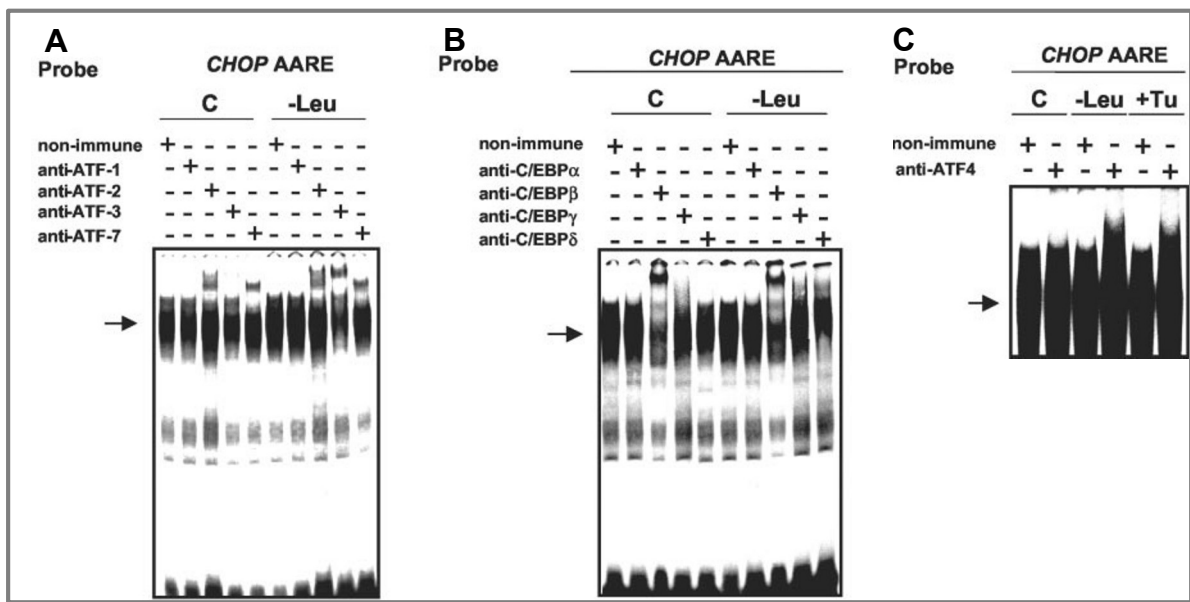 A
Probe
CHOP AARE
C -Leu
non-immune + - - - - + - - - -
anti-ATF-1 - + - - - - + - - -
anti-ATF-2 - - + - - - - + - -
anti-ATF-3 - - - + - - - - + -
anti-ATF-7 - - - - + - - - - +
B
Probe
CHOP AARE
C -Leu
non-immune + - - - - + - - - -
anti-C/EBPα - + - - - - + - - -
anti-C/EBPβ - - + - - - - + - -
anti-C/EBPγ - - - + - - - - + -
anti-C/EBPδ - - - - + - - - - +
C
Probe
CHOP AARE
C -Leu +Tu
non-immune + - + - + -
anti-ATF4 - + - + - +